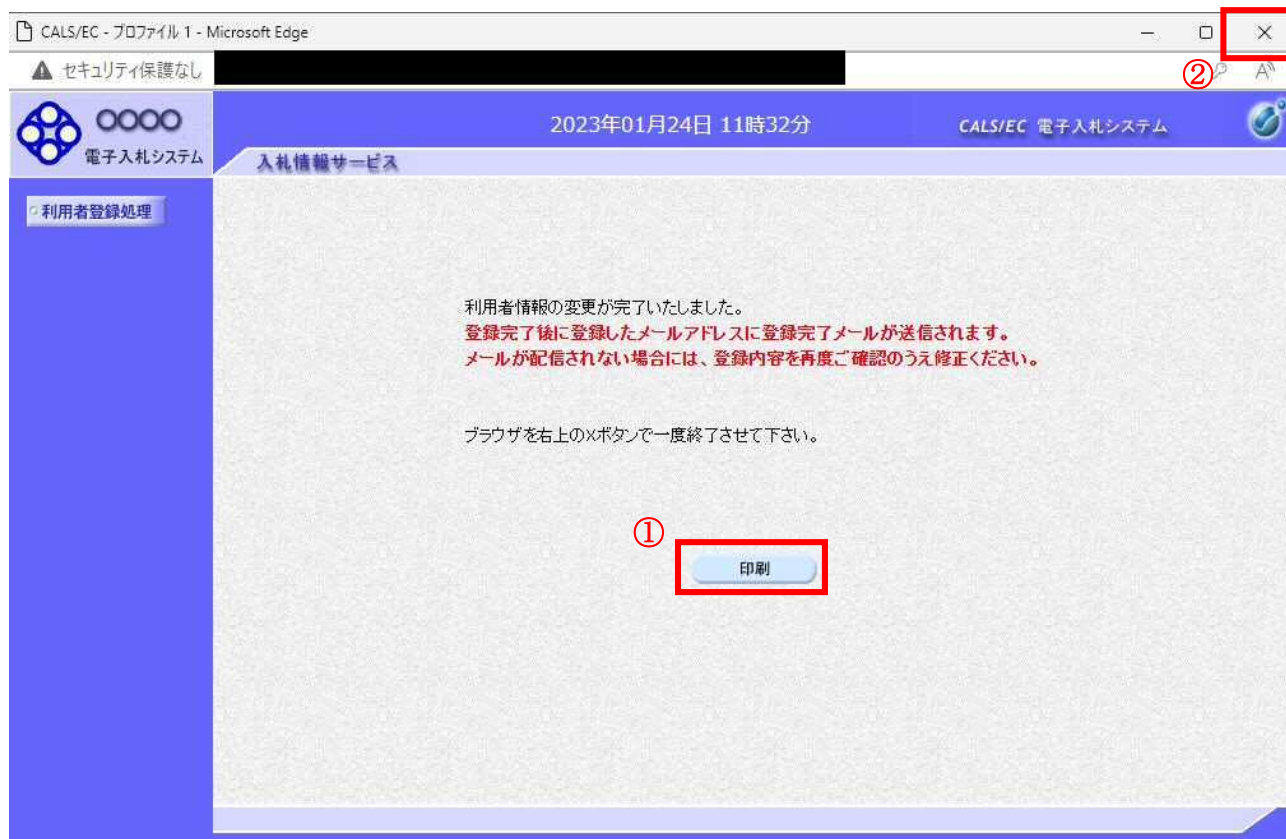 CALS/EC - プロファイル 1 - Microsoft Edge
セキュリティ保護なし
②
A
○○○○
電子入札システム
2023年01月24日 11時32分
CALS/EC 電子入札システム
入札情報サービス
利用者登録処理
利用者情報の変更が完了いたしました。
登録完了後に登録したメールアドレスに登録完了メールが送信されます。
メールが配信されない場合には、登録内容を再度ご確認のうえ修正ください。
ブラウザを右上の×ボタンで一度終了させて下さい。
①
印刷